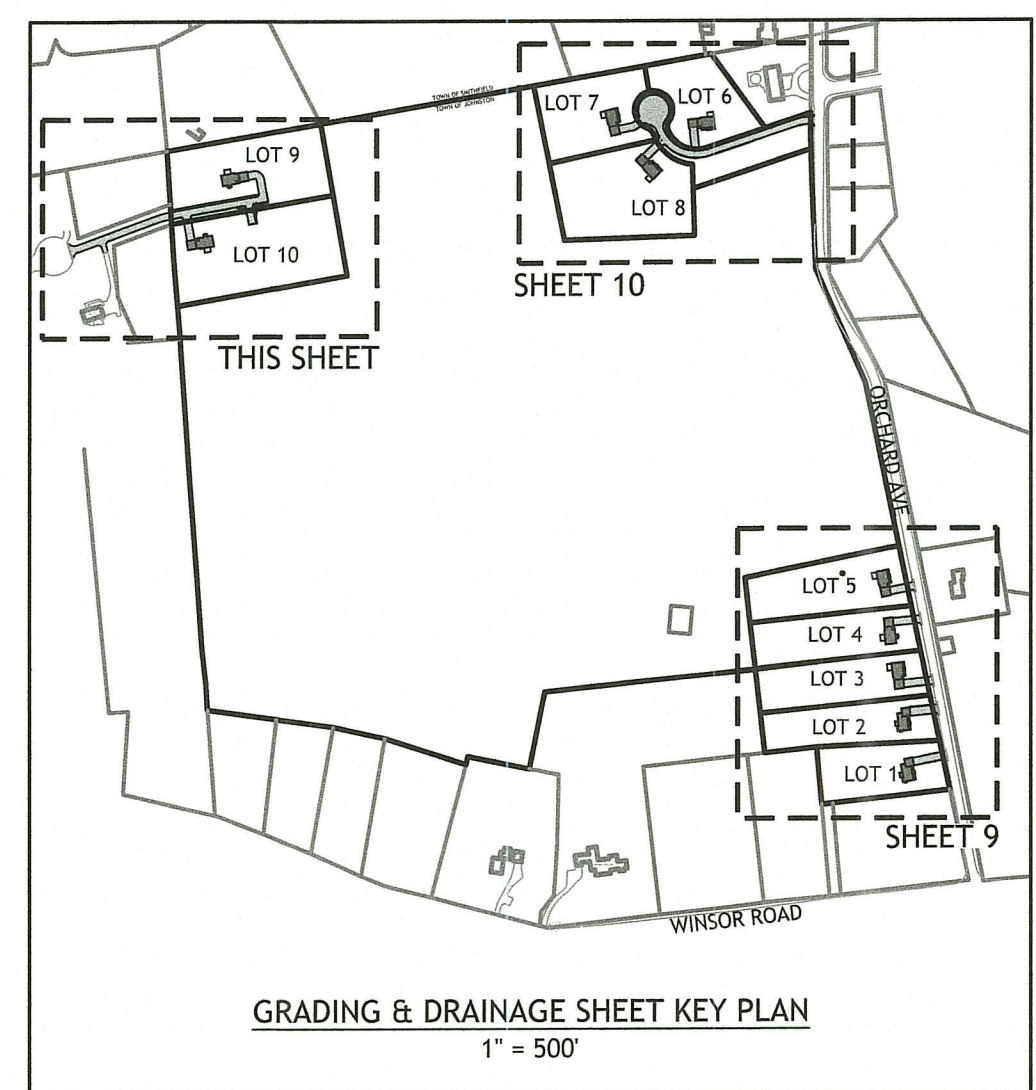 TOWN OF SMITHFIELD
TOWN OF JOHNSTON
LOT 7
LOT 6
LOT 9
LOT 8
LOT 10
SHEET 10
THIS SHEET
ORCHARD AVE
LOT 5
LOT 4
LOT 3
LOT 2
LOT 1
SHEET 9
WINSOR ROAD
GRADING & DRAINAGE SHEET KEY PLAN
1" = 500'